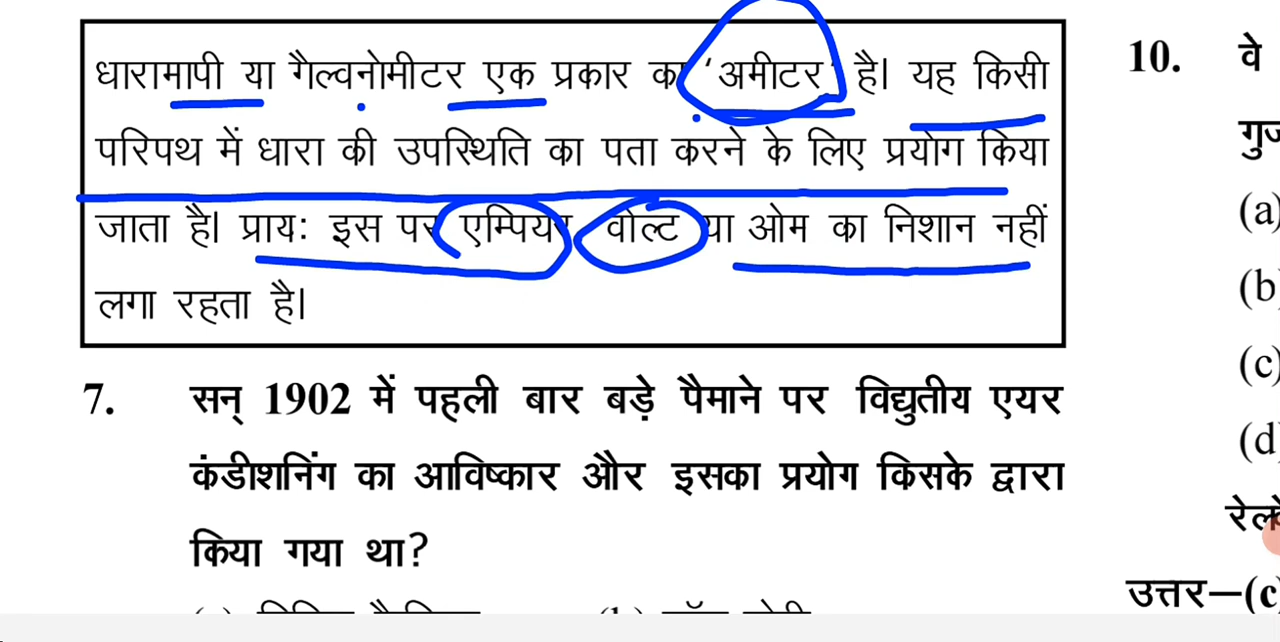 धारामापी या गैल्वनोमीटर एक प्रकार का ‘अमीटर’ है। यह किसी
परिपथ में धारा की उपस्थिति का पता करने के लिए प्रयोग किया
जाता है। प्रायः इस पर एम्पियर, वोल्ट या ओम का निशान नहीं
लगा रहता है।
7. सन् 1902 में पहली बार बड़े पैमाने पर विद्युतीय एयर
कंडीशनिंग का आविष्कार और इसका प्रयोग किसके द्वारा
किया गया था?
10. वे
(a)
(b)
(c)
(d)
उत्तर—(c)